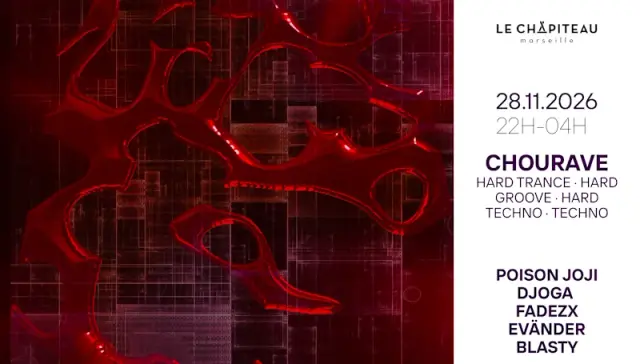 LE CHAPITEAU
marseille
28.11.2026
22H-04H
CHOURAVE
HARD TRANCE · HARD
GROOVE · HARD
TECHNO · TECHNO
POISON JOJI
DJOGA
FADEZX
EVÄNDER
BLASTY